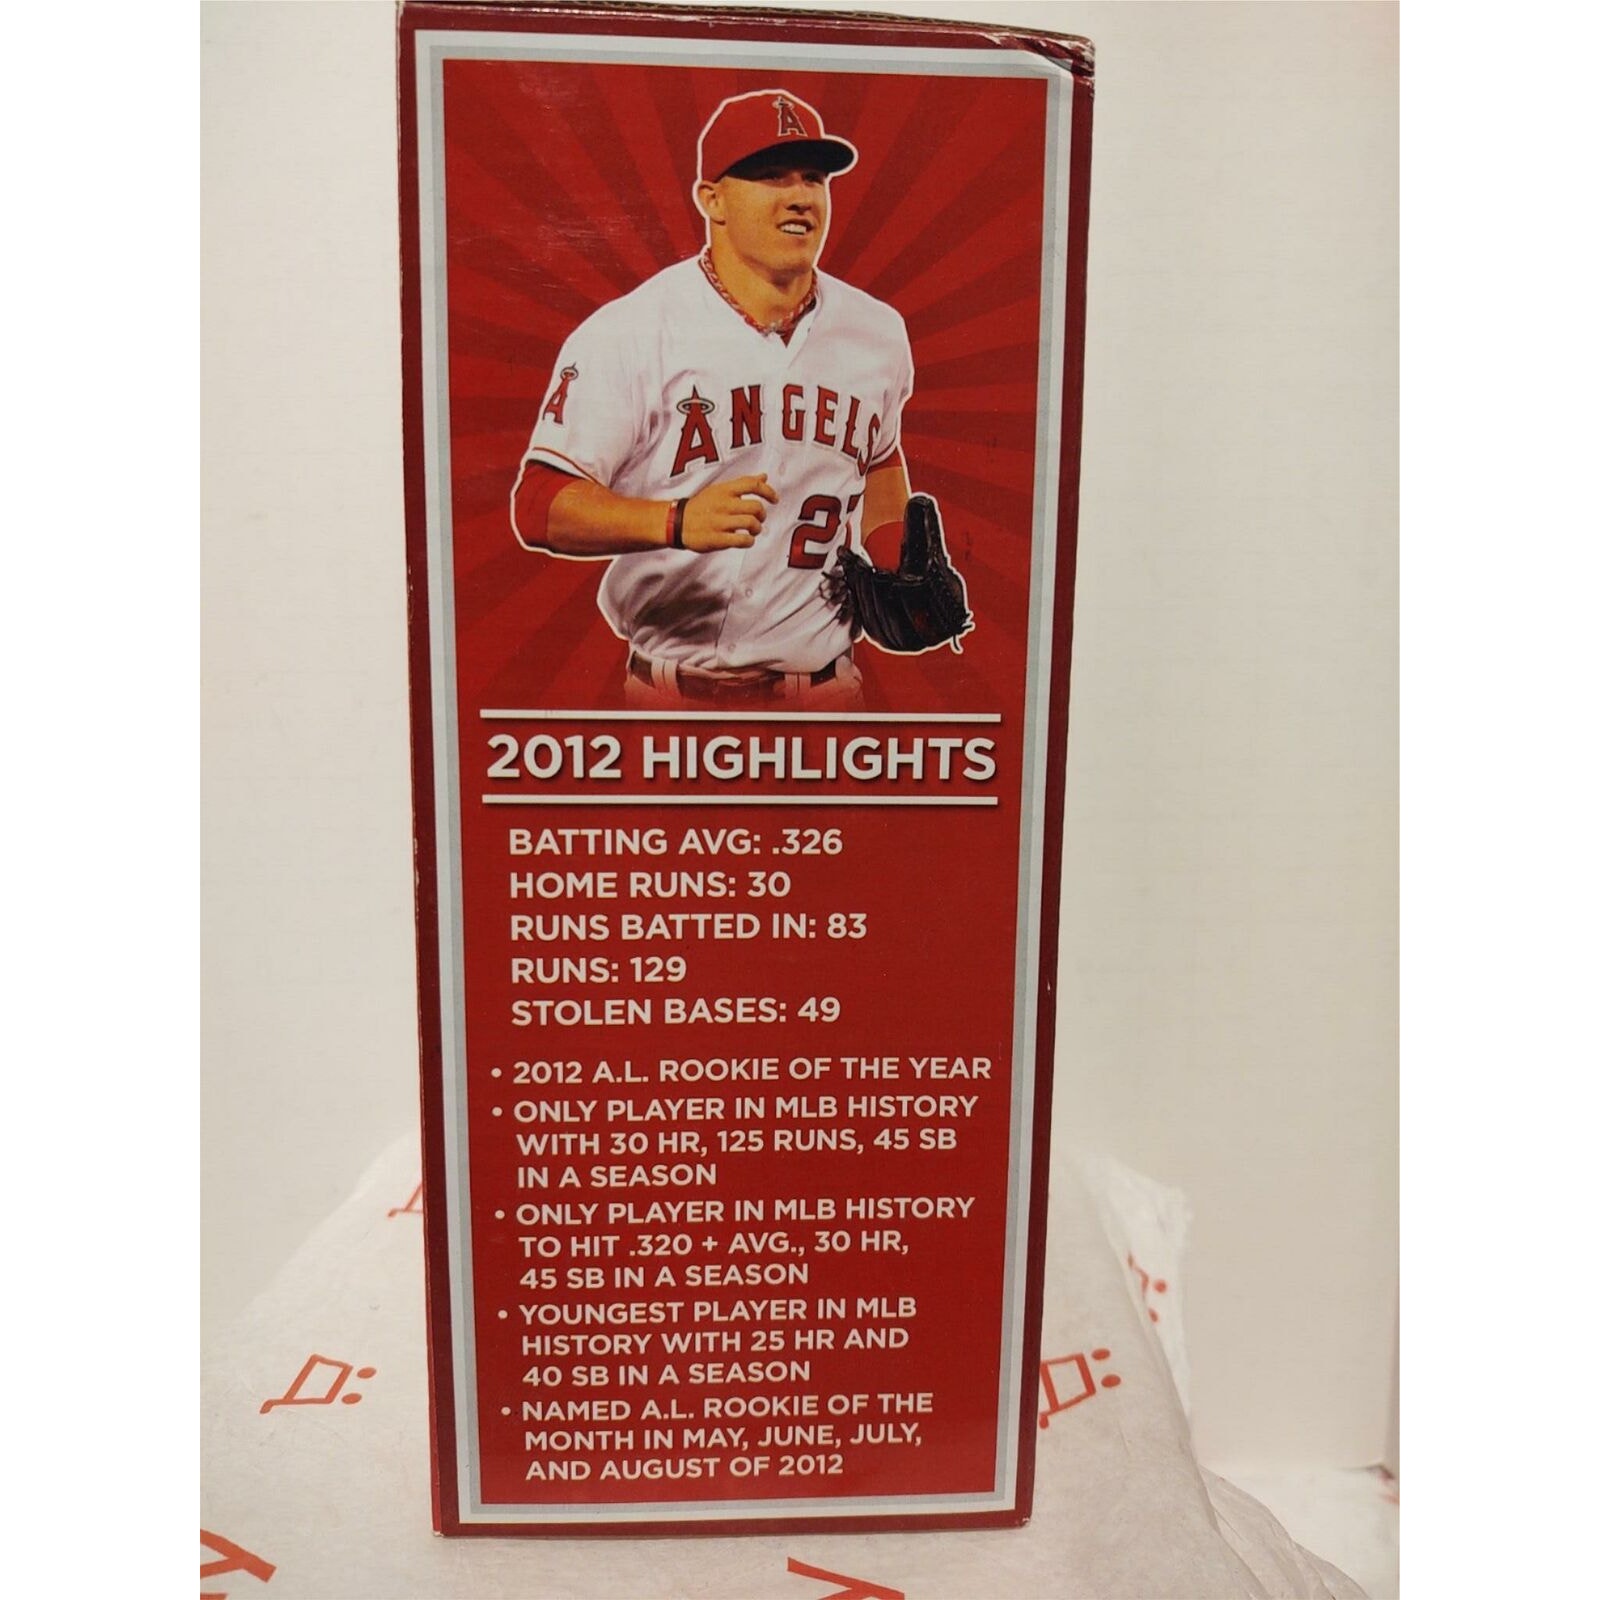 A
A
ANGELS
27
2012 HIGHLIGHTS
BATTING AVG: .326
HOME RUNS: 30
RUNS BATTED IN: 83
RUNS: 129
STOLEN BASES: 49
• 2012 A.L. ROOKIE OF THE YEAR
• ONLY PLAYER IN MLB HISTORY
WITH 30 HR, 125 RUNS, 45 SB
IN A SEASON
• ONLY PLAYER IN MLB HISTORY
TO HIT .320 + AVG., 30 HR,
45 SB IN A SEASON
• YOUNGEST PLAYER IN MLB
HISTORY WITH 25 HR AND
40 SB IN A SEASON
• NAMED A.L. ROOKIE OF THE
MONTH IN MAY, JUNE, JULY,
AND AUGUST OF 2012